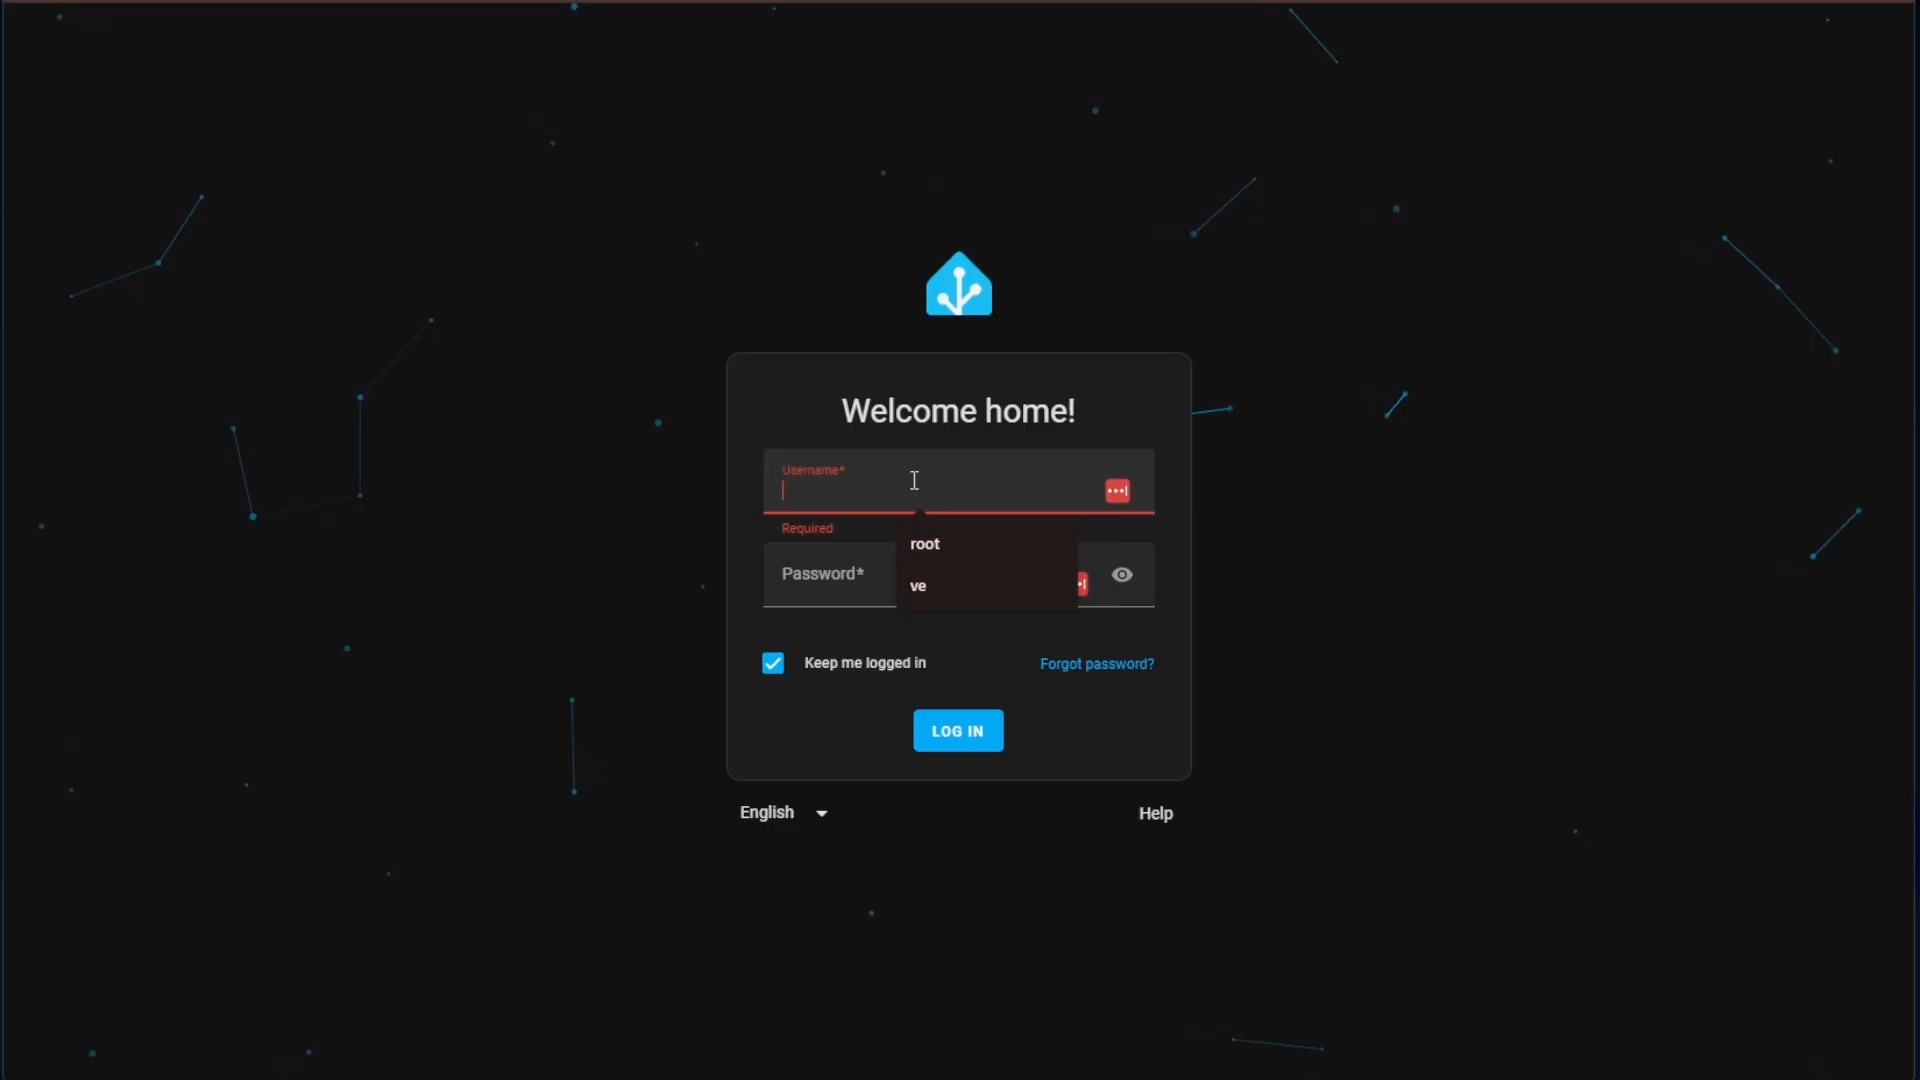 Welcome home!
Username*
Required
root
Password*
ve
Keep me logged in
Forgot password?
LOG IN
English
Help